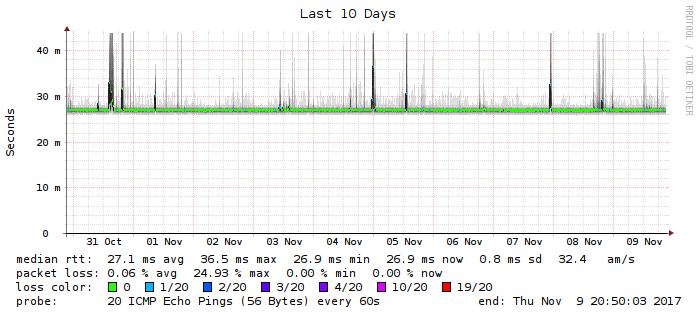 Last 10 Days
RRDTOOL / TOBI OETIKER
Seconds
40 m
30 m
20 m
10 m
0
31 Oct 01 Nov 02 Nov 03 Nov 04 Nov 05 Nov 06 Nov 07 Nov 08 Nov 09 Nov
median rtt: 27.1 ms avg 36.5 ms max 26.9 ms min 26.9 ms now 0.8 ms sd 32.4 am/s
packet loss: 0.06 % avg 24.93 % max 0.00 % min 0.00 % now
loss color: 0 1/20 2/20 3/20 4/20 10/20 19/20
probe: 20 ICMP Echo Pings (56 Bytes) every 60s end: Thu Nov 9 20:50:03 2017